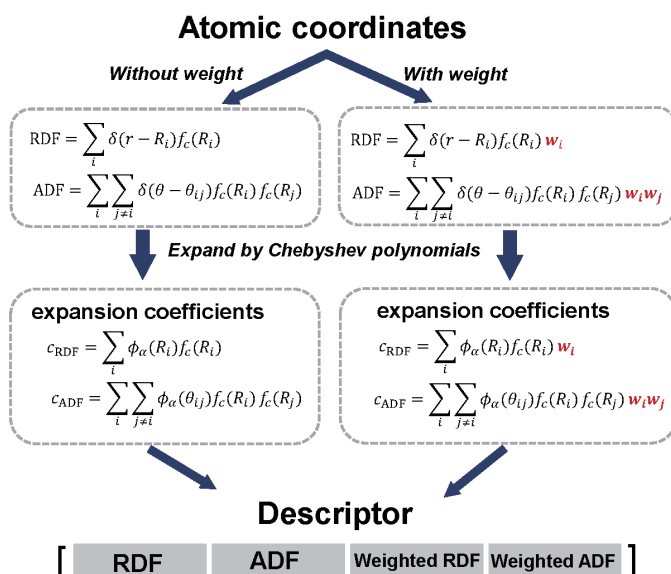 Atomic coordinates
Without weight
With weight
RDF = ∑_i δ(r − R_i) f_c(R_i)
ADF = ∑_i ∑_{j≠i} δ(θ − θ_ij) f_c(R_i) f_c(R_j)
RDF = ∑_i δ(r − R_i) f_c(R_i) w_i
ADF = ∑_i ∑_{j≠i} δ(θ − θ_ij) f_c(R_i) f_c(R_j) w_i w_j
Expand by Chebyshev polynomials
expansion coefficients
c_RDF = ∑_i ϕ_α(R_i) f_c(R_i)
c_ADF = ∑_i ∑_{j≠i} ϕ_α(θ_ij) f_c(R_i) f_c(R_j)
expansion coefficients
c_RDF = ∑_i ϕ_α(R_i) f_c(R_i) w_i
c_ADF = ∑_i ∑_{j≠i} ϕ_α(θ_ij) f_c(R_i) f_c(R_j) w_i w_j
Descriptor
[ RDF ADF Weighted RDF Weighted ADF ]